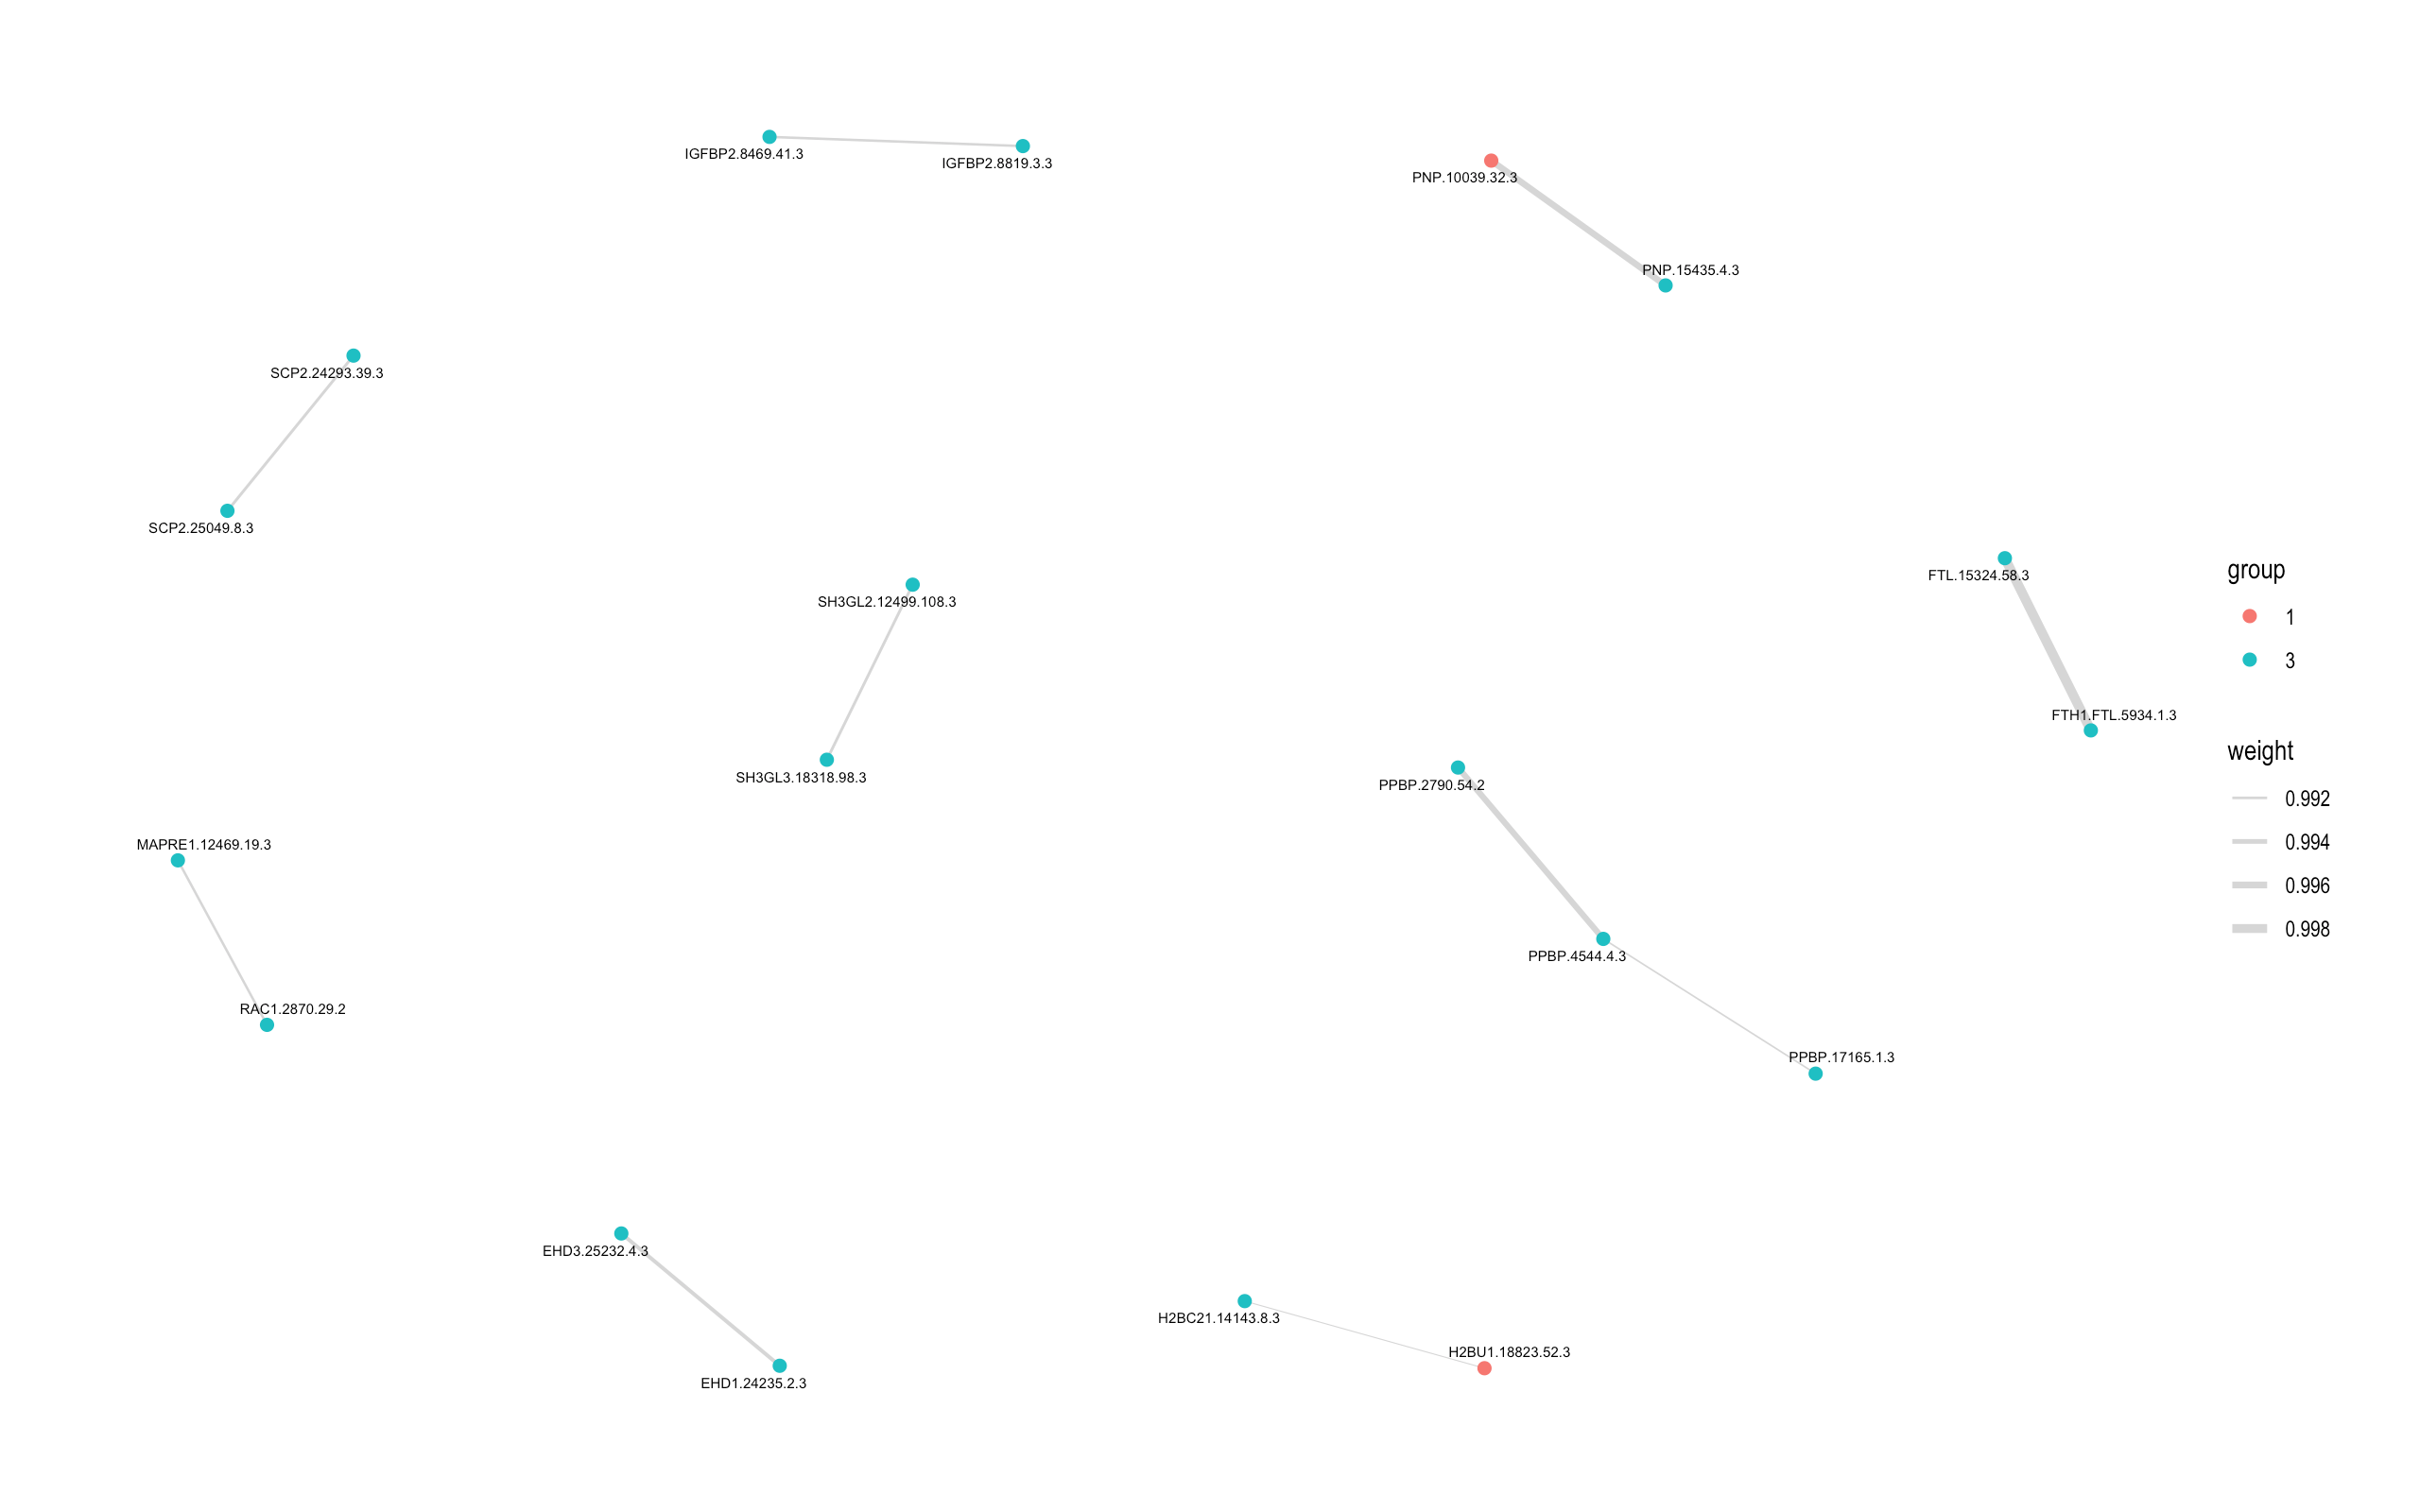 IGFBP2.8469.41.3
IGFBP2.8819.3.3
PNP.10039.32.3
PNP.15435.4.3
SCP2.24293.39.3
SCP2.25049.8.3
SH3GL2.12499.108.3
SH3GL3.18318.98.3
FTL.15324.58.3
FTH1.FTL.5934.1.3
PPBP.2790.54.2
PPBP.4544.4.3
PPBP.17165.1.3
MAPRE1.12469.19.3
RAC1.2870.29.2
EHD3.25232.4.3
EHD1.24235.2.3
H2BC21.14143.8.3
H2BU1.18823.52.3
group
1
3
weight
0.992
0.994
0.996
0.998